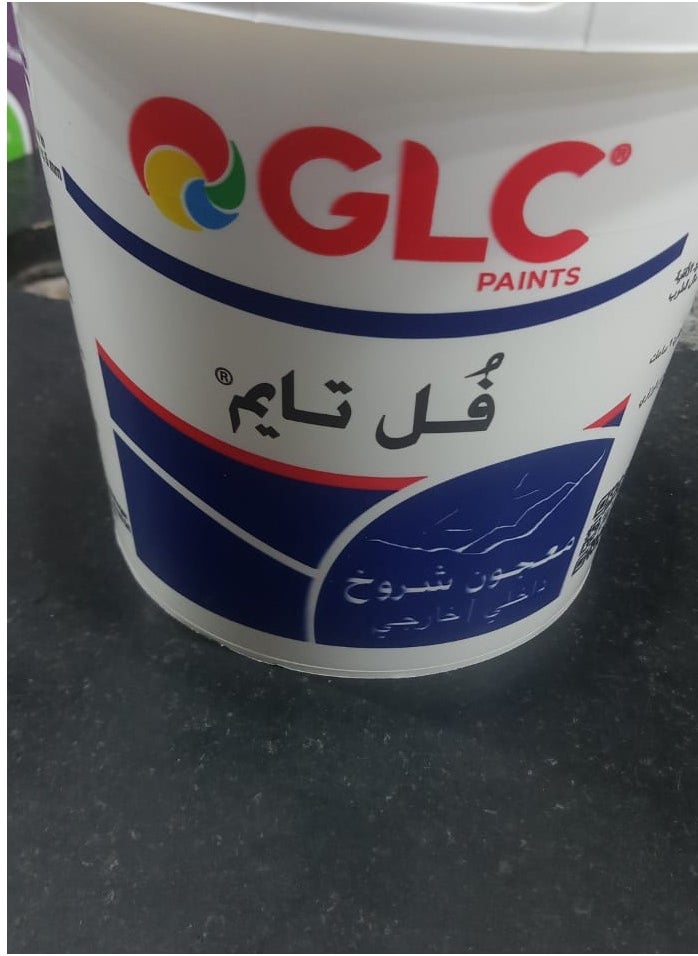 GLC®
PAINTS
فُل تايم®
معجون شروخ
داخلي / خارجي